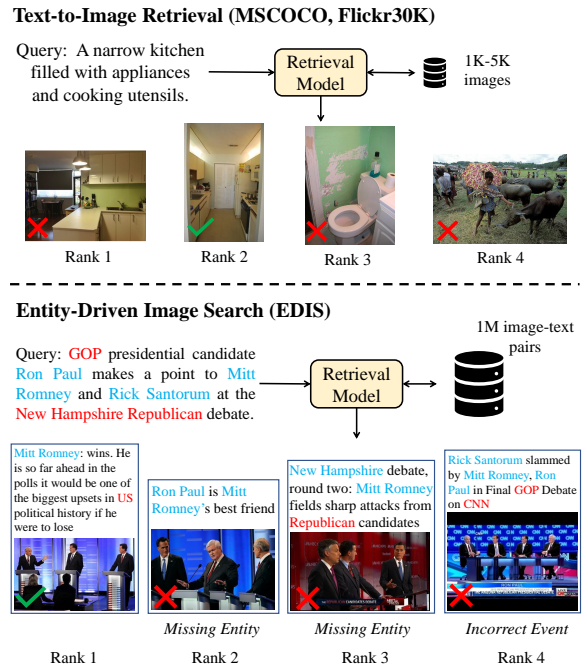 Text-to-Image Retrieval (MSCOCO, Flickr30K)
Query: A narrow kitchen
filled with appliances
and cooking utensils.
Retrieval
Model
1K-5K
images
Rank 1
Rank 2
Rank 3
Rank 4
Entity-Driven Image Search (EDIS)
Query: GOP presidential candidate
Ron Paul makes a point to Mitt
Romney and Rick Santorum at the
New Hampshire Republican debate.
Retrieval
Model
1M image-text
pairs
Mitt Romney: wins. He
is so far ahead in the
polls it would be one of
the biggest upsets in US
political history if he
were to lose
Ron Paul is Mitt
Romney's best friend
New Hampshire debate,
round two: Mitt Romney
fields sharp attacks from
Republican candidates
Rick Santorum slammed
by Mitt Romney, Ron
Paul in Final GOP Debate
on CNN
Missing Entity
Missing Entity
Incorrect Event
Rank 1
Rank 2
Rank 3
Rank 4